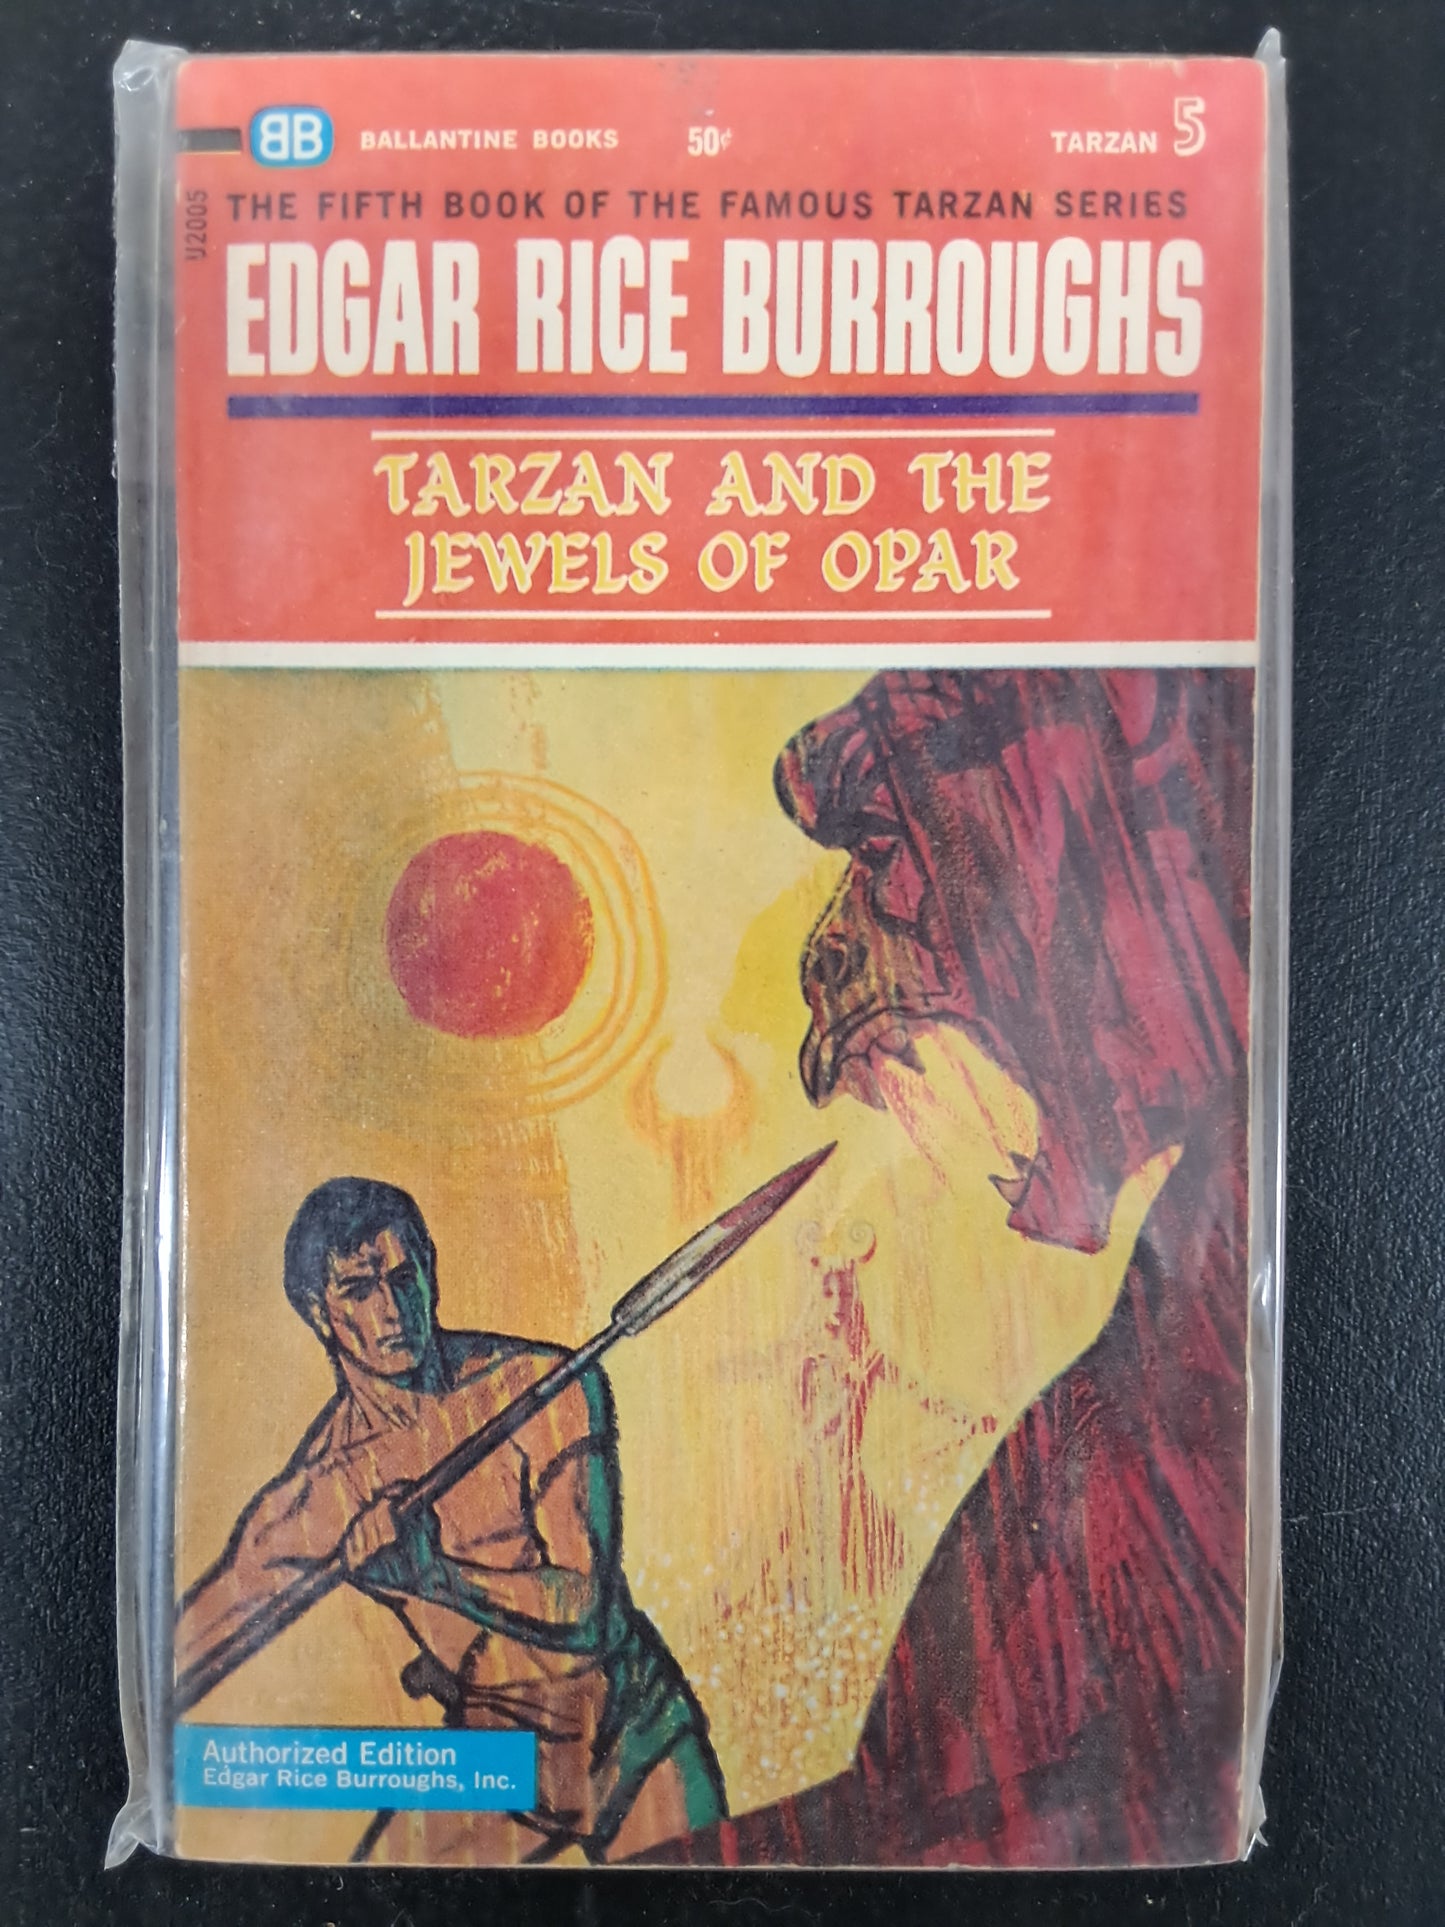 BB BALLANTINE BOOKS 50¢ TARZAN 5
U2005
THE FIFTH BOOK OF THE FAMOUS TARZAN SERIES
EDGAR RICE BURROUGHS
TARZAN AND THE
JEWELS OF OPAR
Authorized Edition
Edgar Rice Burroughs, Inc.